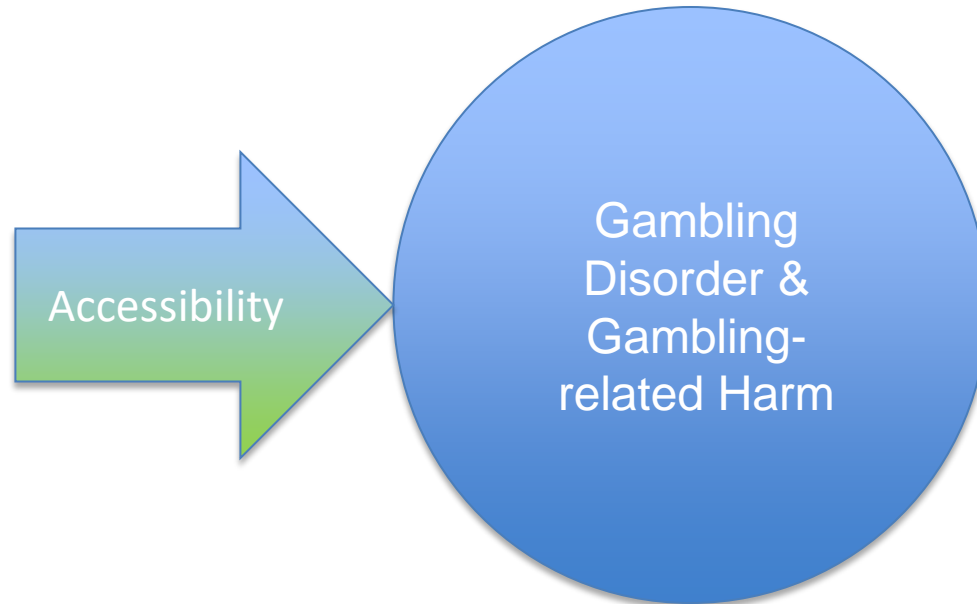 Accessibility
Gambling
Disorder &
Gambling-
related Harm